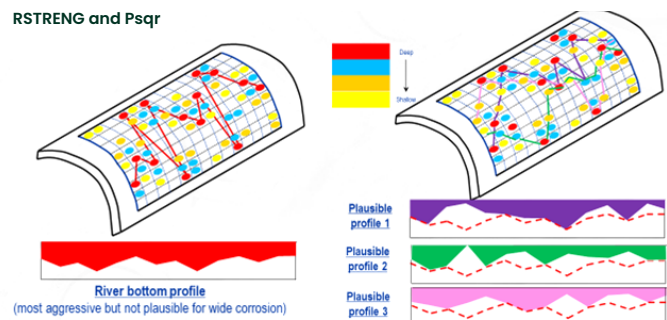 RSTRENG and Psqr
Deep
Shallow
River bottom profile
(most aggressive but not plausible for wide corrosion)
Plausible
profile 1
Plausible
profile 2
Plausible
profile 3